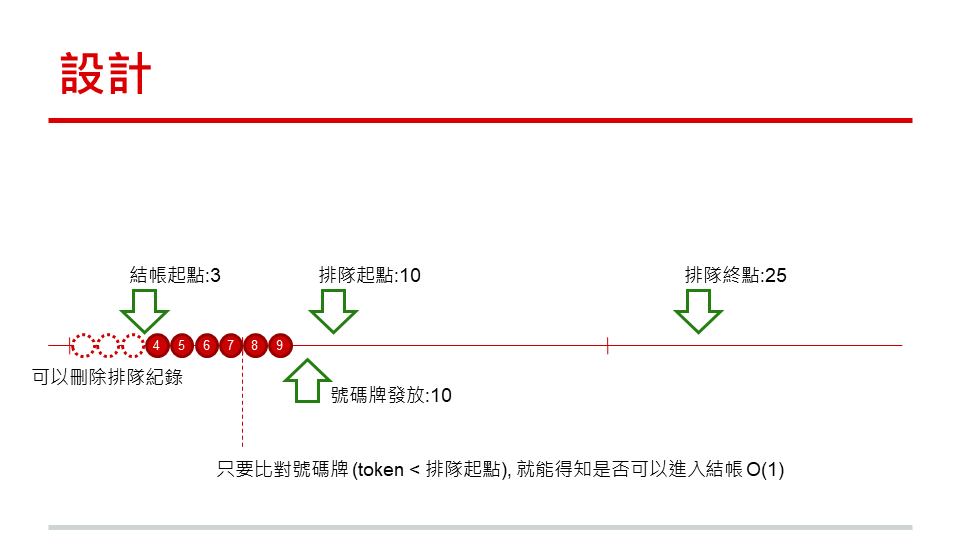 設計
結帳起點:3
排隊起點:10
排隊終點:25
4 5 6 7 8 9
可以刪除排隊紀錄
號碼牌發放:10
只要比對號碼牌 (token < 排隊起點), 就能得知是否可以進入結帳 O(1)